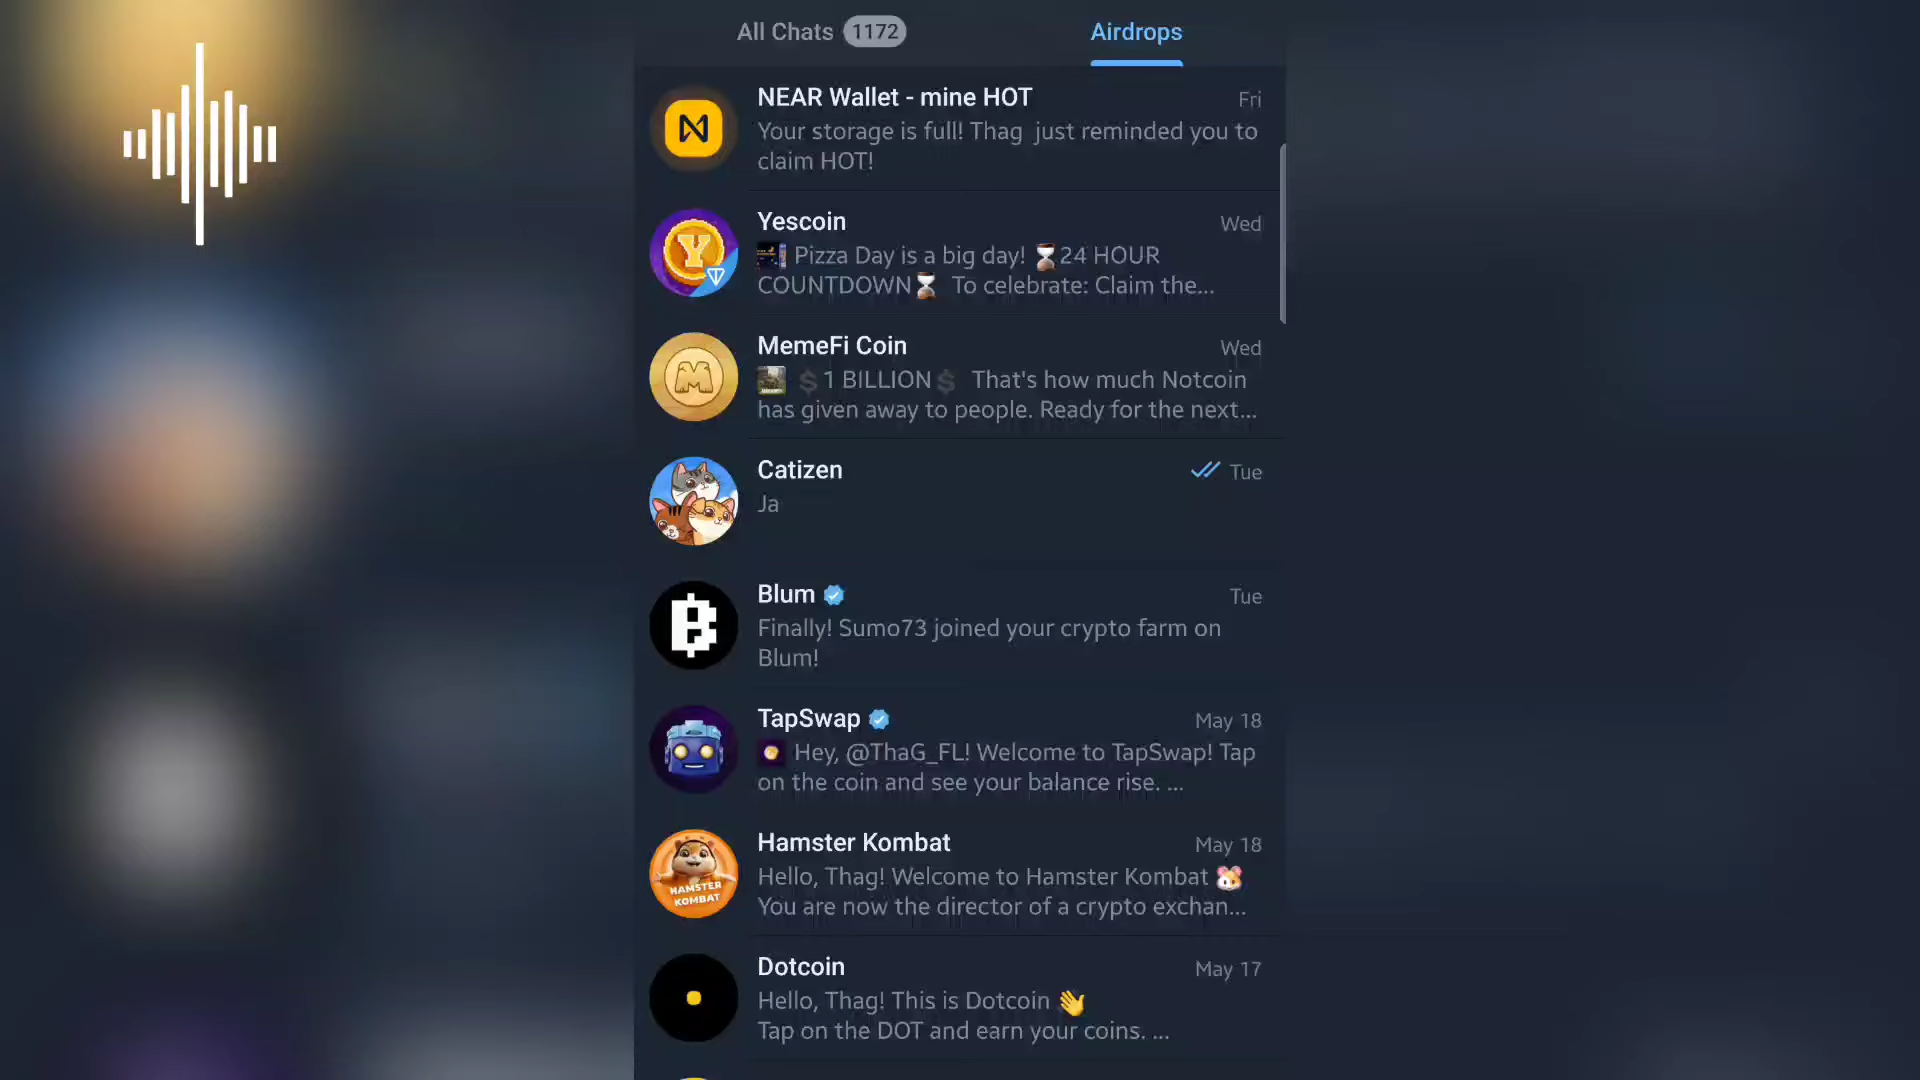 All Chats 1172
Airdrops
NEAR Wallet - mine HOT
Fri
Your storage is full! Thag just reminded you to
claim HOT!
Yescoin
Wed
Pizza Day is a big day! ⌛24 HOUR
COUNTDOWN⌛ To celebrate: Claim the...
MemeFi Coin
Wed
💲1 BILLION💲 That's how much Notcoin
has given away to people. Ready for the next...
Catizen
Tue
Ja
Blum
Tue
Finally! Sumo73 joined your crypto farm on
Blum!
TapSwap
May 18
Hey, @ThaG_FL! Welcome to TapSwap! Tap
on the coin and see your balance rise. ...
HAMSTER
KOMBAT
Hamster Kombat
May 18
Hello, Thag! Welcome to Hamster Kombat 🐹
You are now the director of a crypto exchan...
Dotcoin
May 17
Hello, Thag! This is Dotcoin 👋
Tap on the DOT and earn your coins. ...